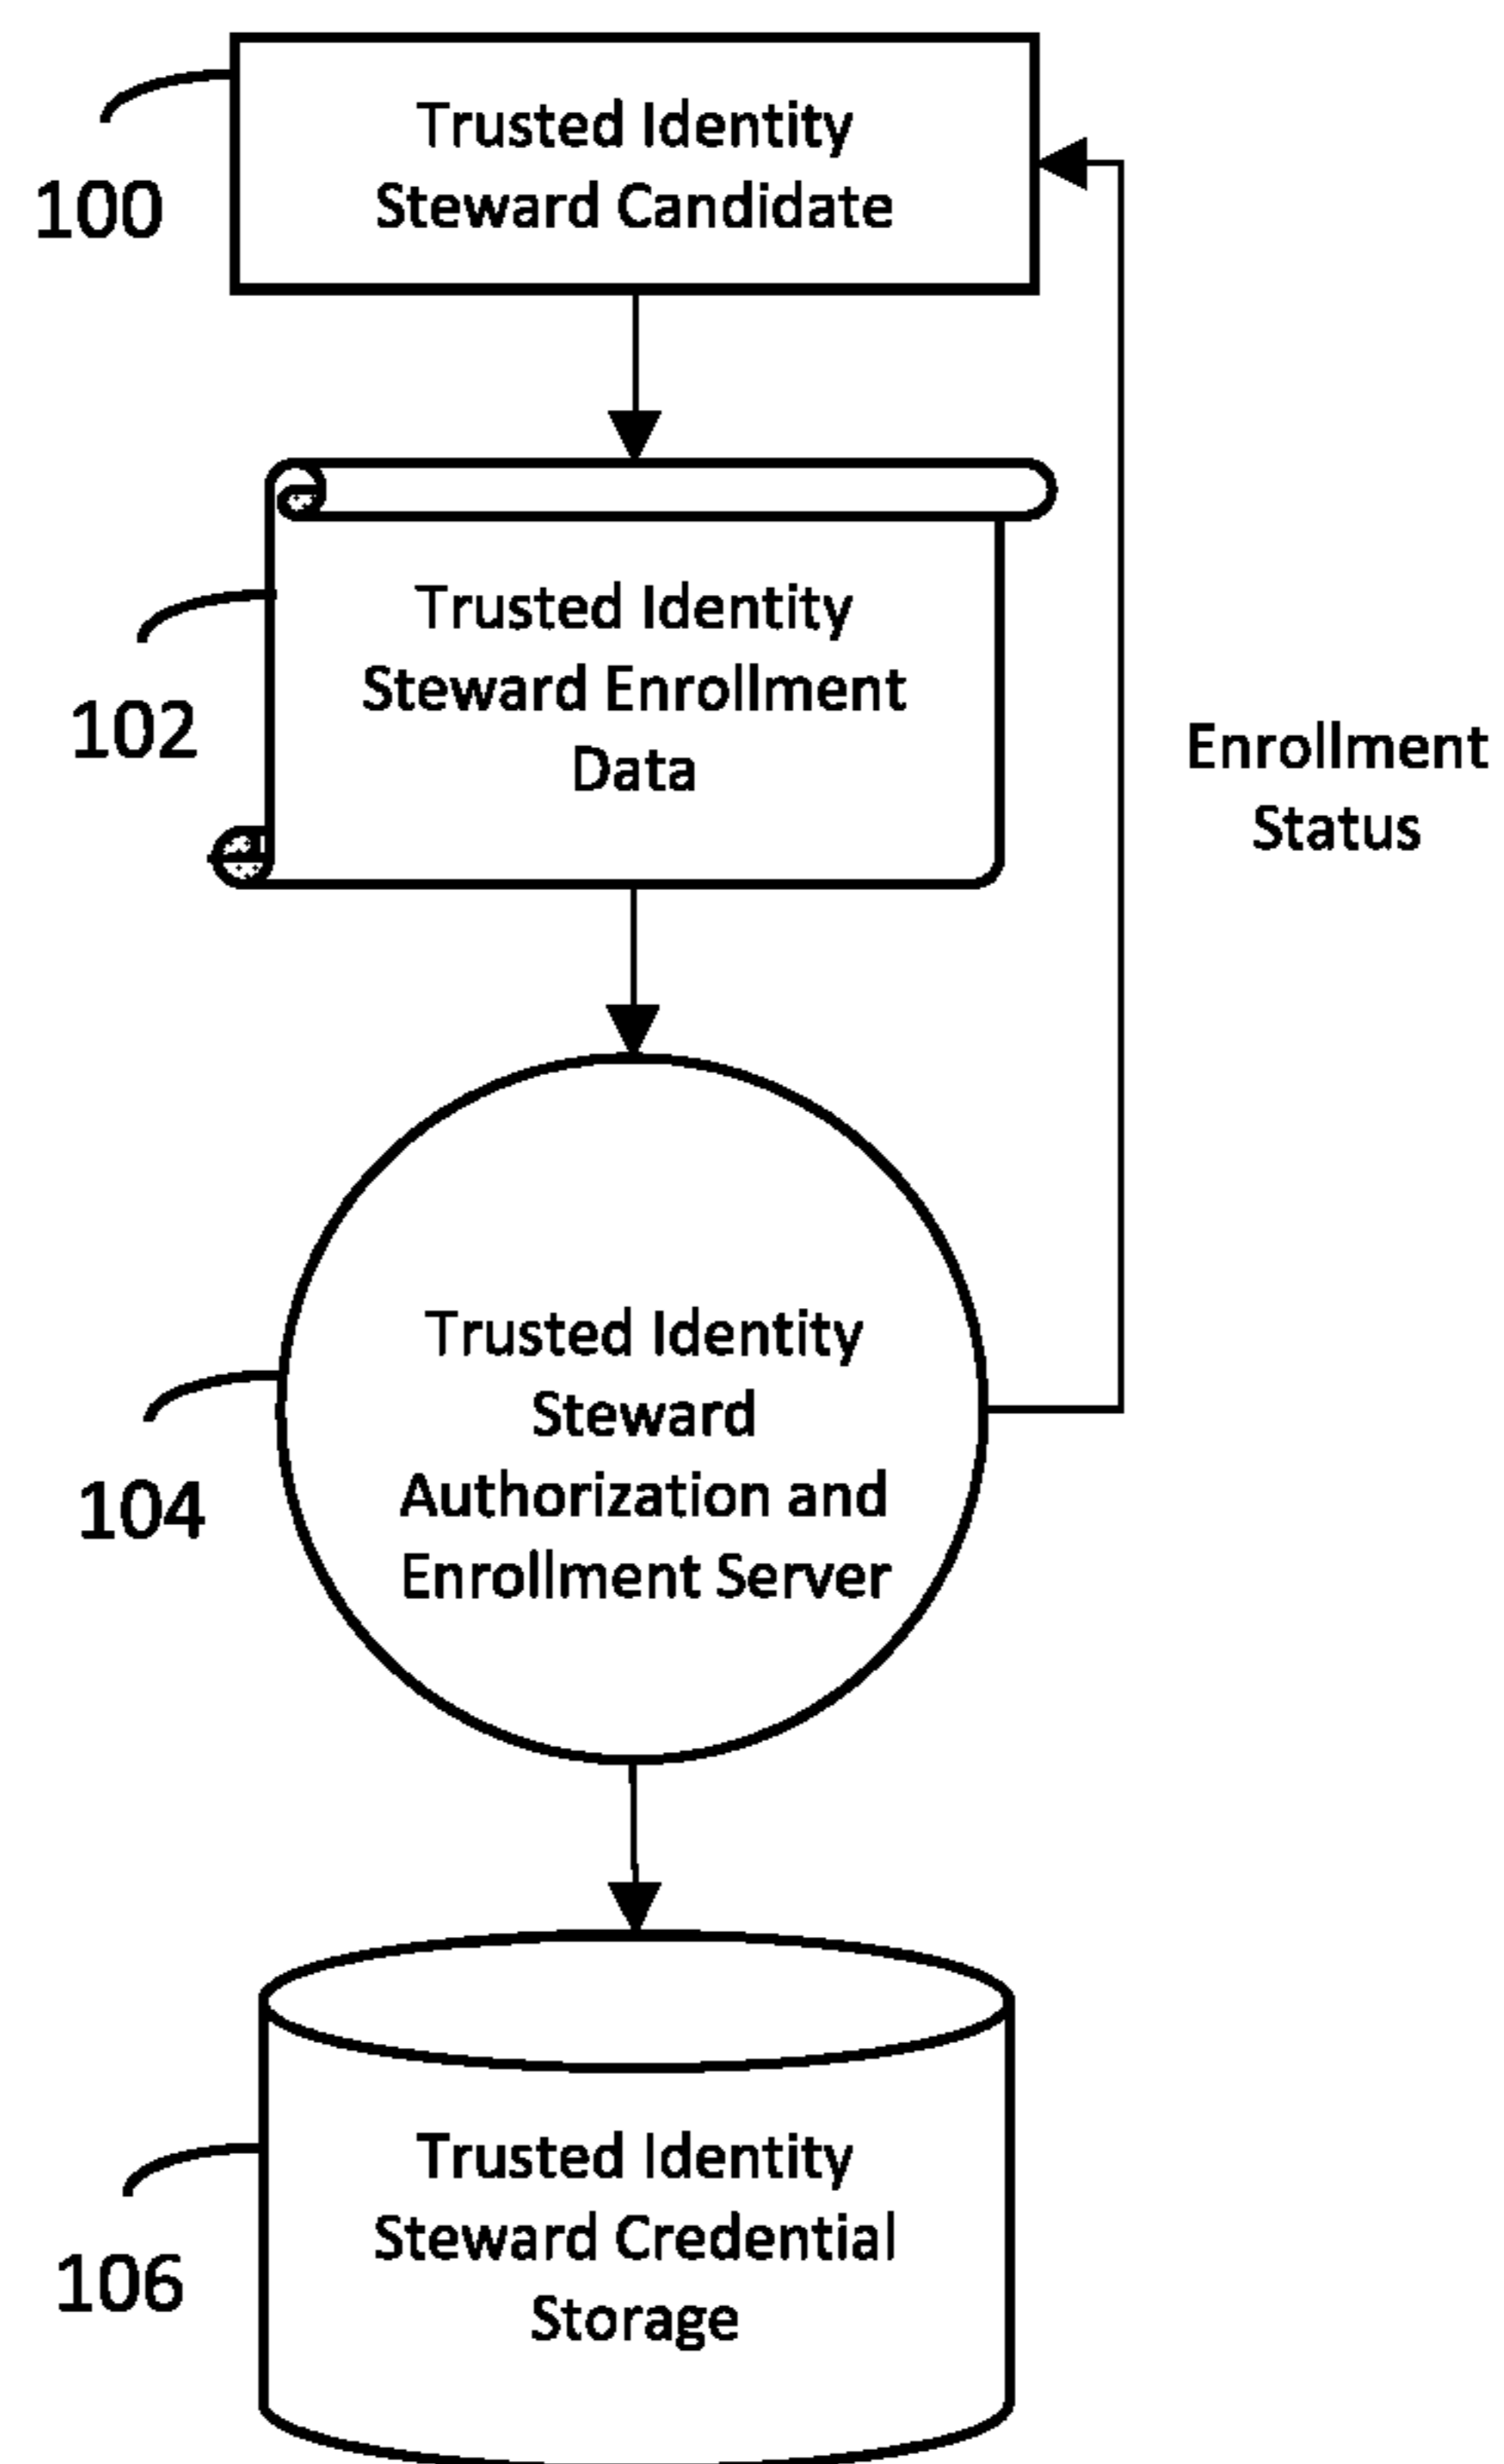 Trusted Identity
Steward Candidate
100
Trusted Identity
Steward Enrollment
Data
102
Enrollment
Status
Trusted Identity
Steward
Authorization and
Enrollment Server
104
Trusted Identity
Steward Credential
Storage
106